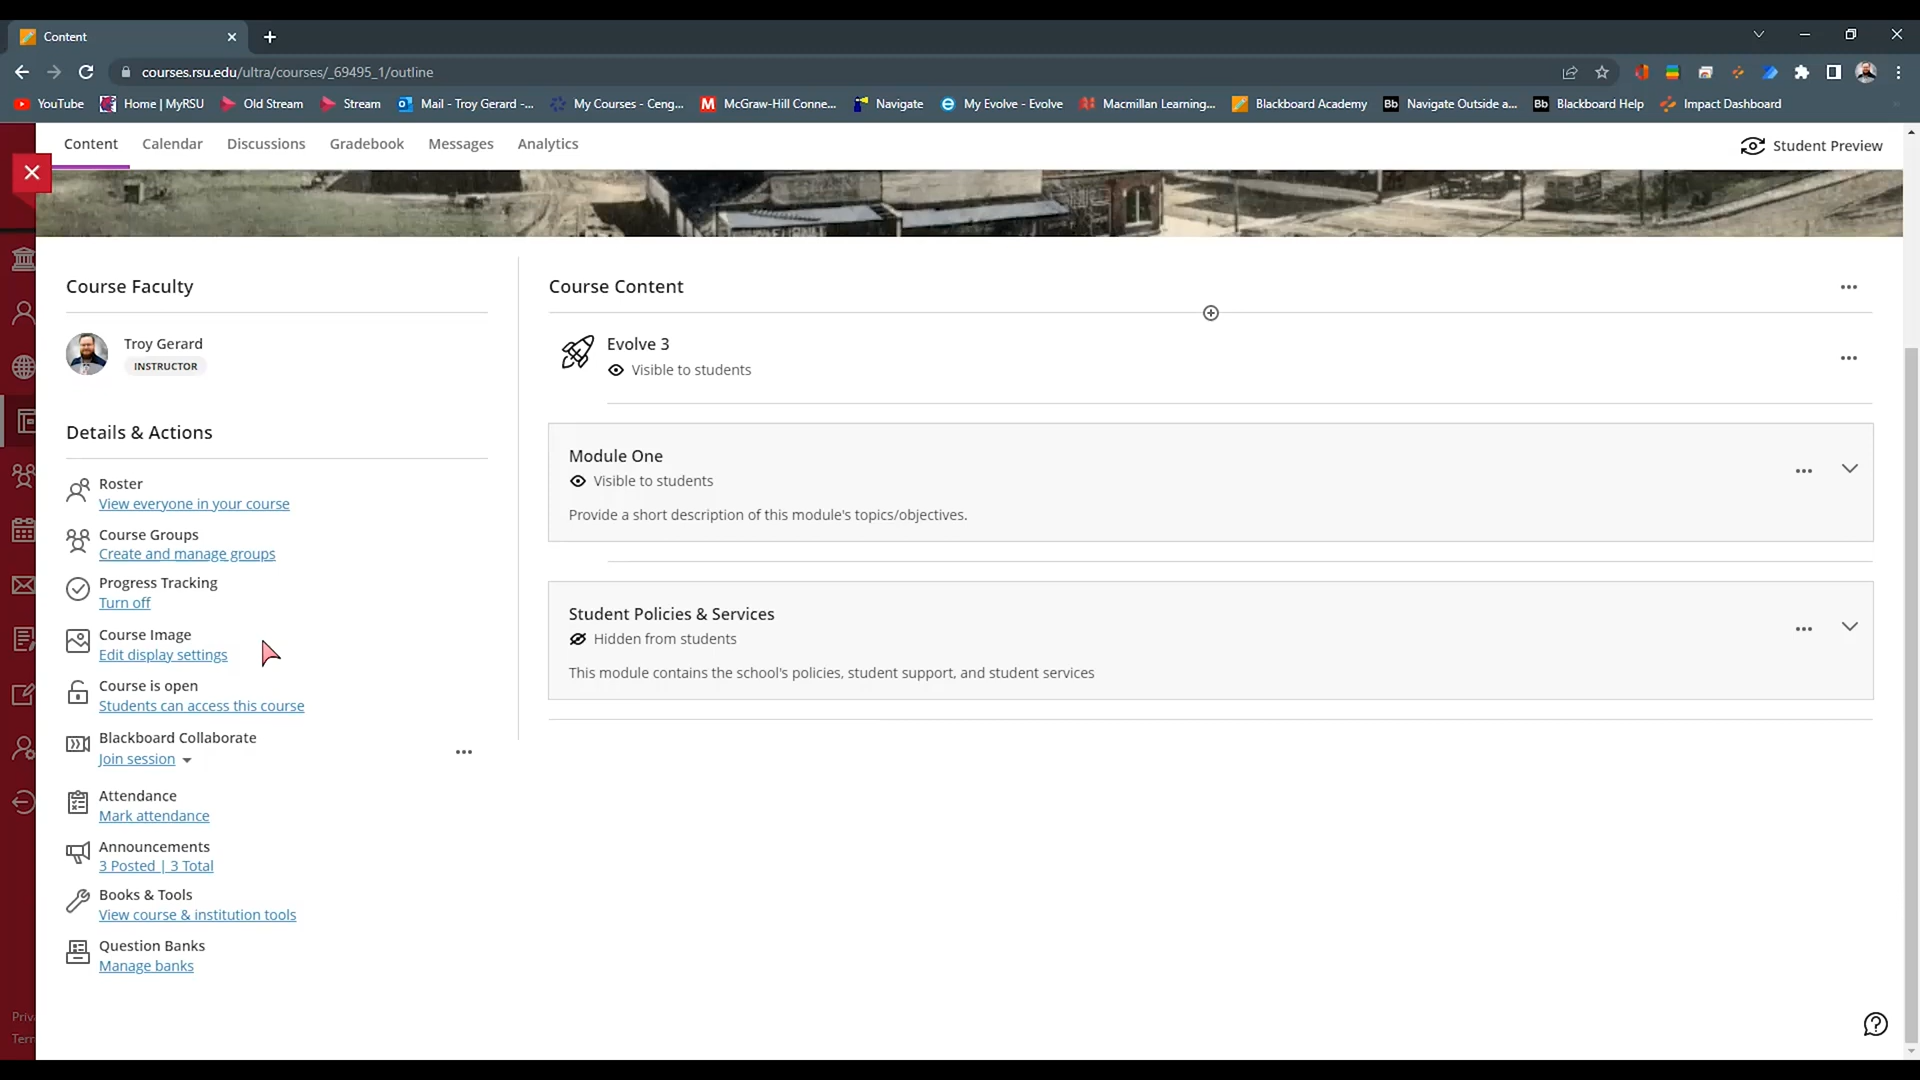 Content
courses.rsu.edu/ultra/courses/_69495_1/outline
YouTube Home | MyRSU Old Stream Stream Mail - Troy Gerard -... My Courses - Ceng... McGraw-Hill Conne... Navigate My Evolve - Evolve Macmillan Learning... Blackboard Academy Bb Navigate Outside a... Bb Blackboard Help Impact Dashboard
Content Calendar Discussions Gradebook Messages Analytics Student Preview
Course Faculty
Troy Gerard
INSTRUCTOR
Details & Actions
Roster
View everyone in your course
Course Groups
Create and manage groups
Progress Tracking
Turn off
Course Image
Edit display settings
Course is open
Students can access this course
Blackboard Collaborate
Join session
Attendance
Mark attendance
Announcements
3 Posted | 3 Total
Books & Tools
View course & institution tools
Question Banks
Manage banks
Course Content
Evolve 3
Visible to students
Module One
Visible to students
Provide a short description of this module's topics/objectives.
Student Policies & Services
Hidden from students
This module contains the school's policies, student support, and student services